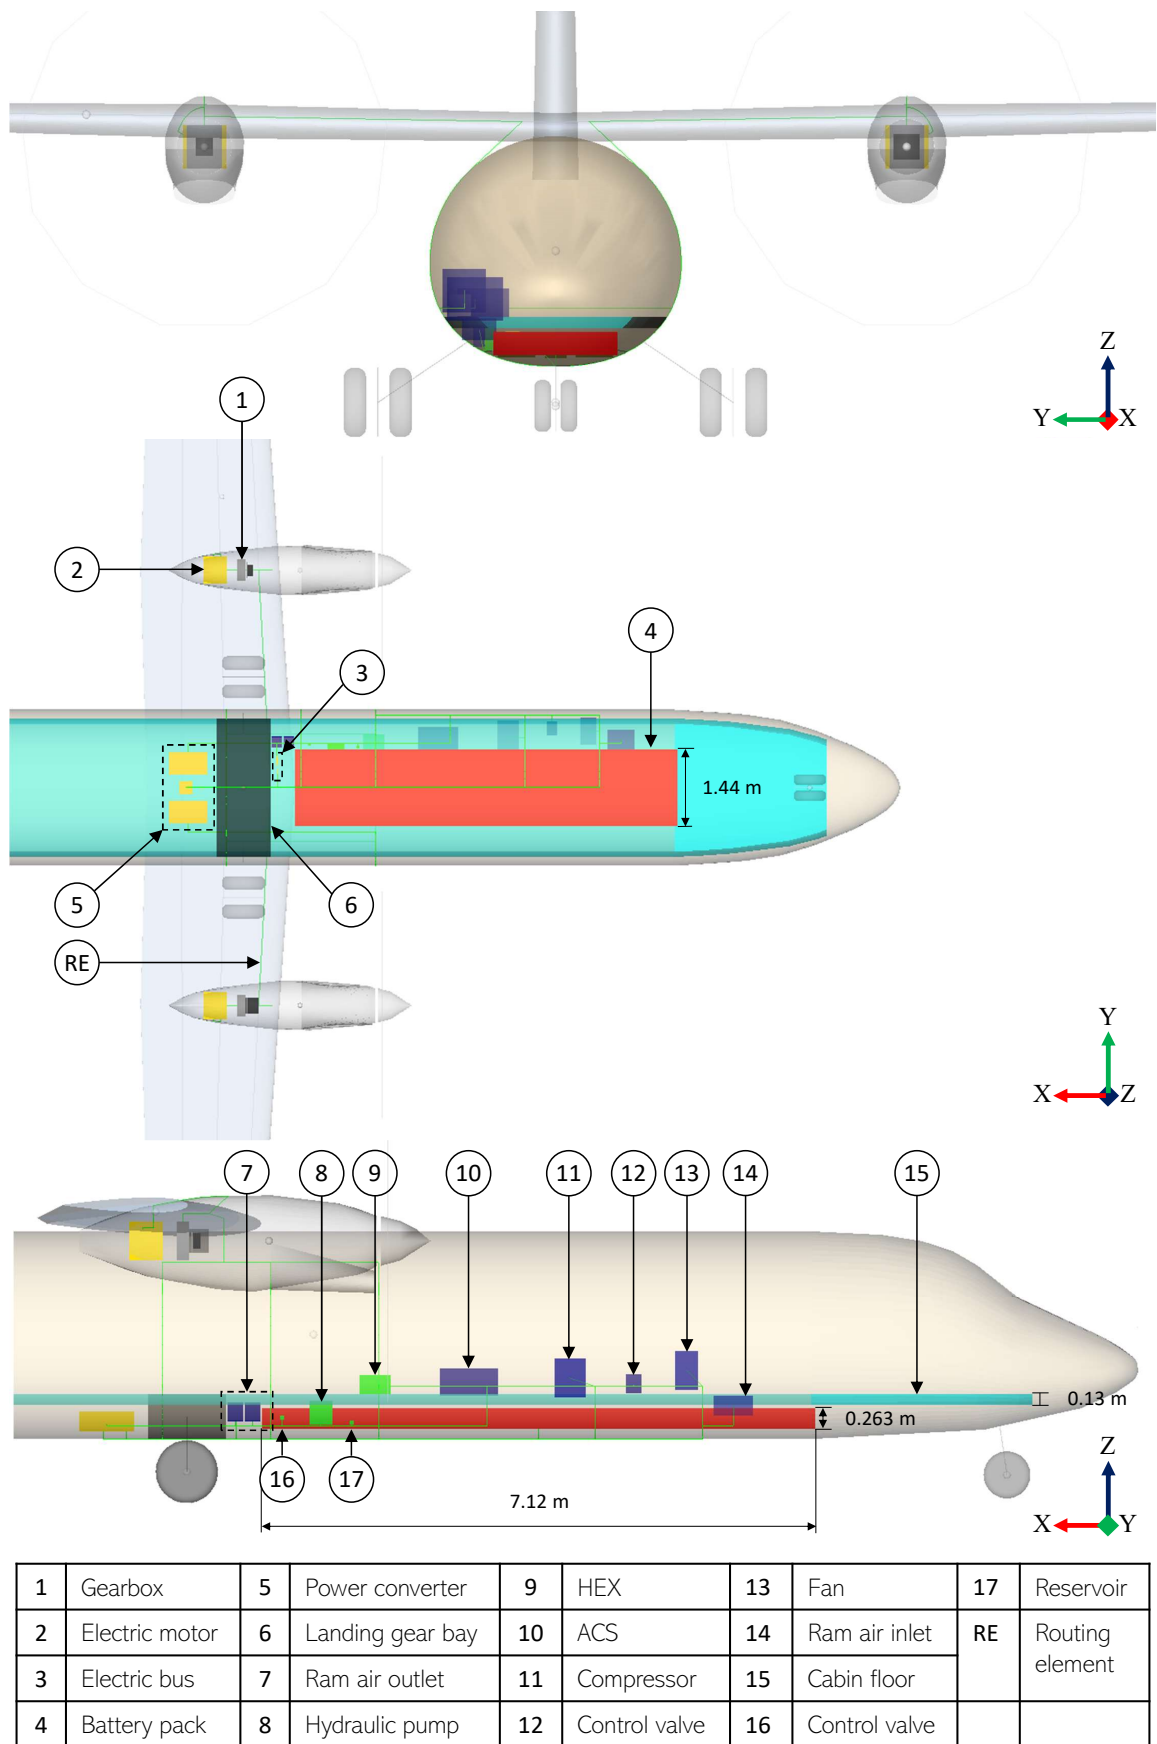 Z
Y X
1
2
3
4
1.44 m
5
6
RE
Y
X Z
7
8
9
10
11
12
13
14
15
0.13 m
0.263 m
16
17
7.12 m
Z
X Y
1 Gearbox 5 Power converter 9 HEX 13 Fan 17 Reservoir
2 Electric motor 6 Landing gear bay 10 ACS 14 Ram air inlet RE Routing
element
3 Electric bus 7 Ram air outlet 11 Compressor 15 Cabin floor
4 Battery pack 8 Hydraulic pump 12 Control valve 16 Control valve